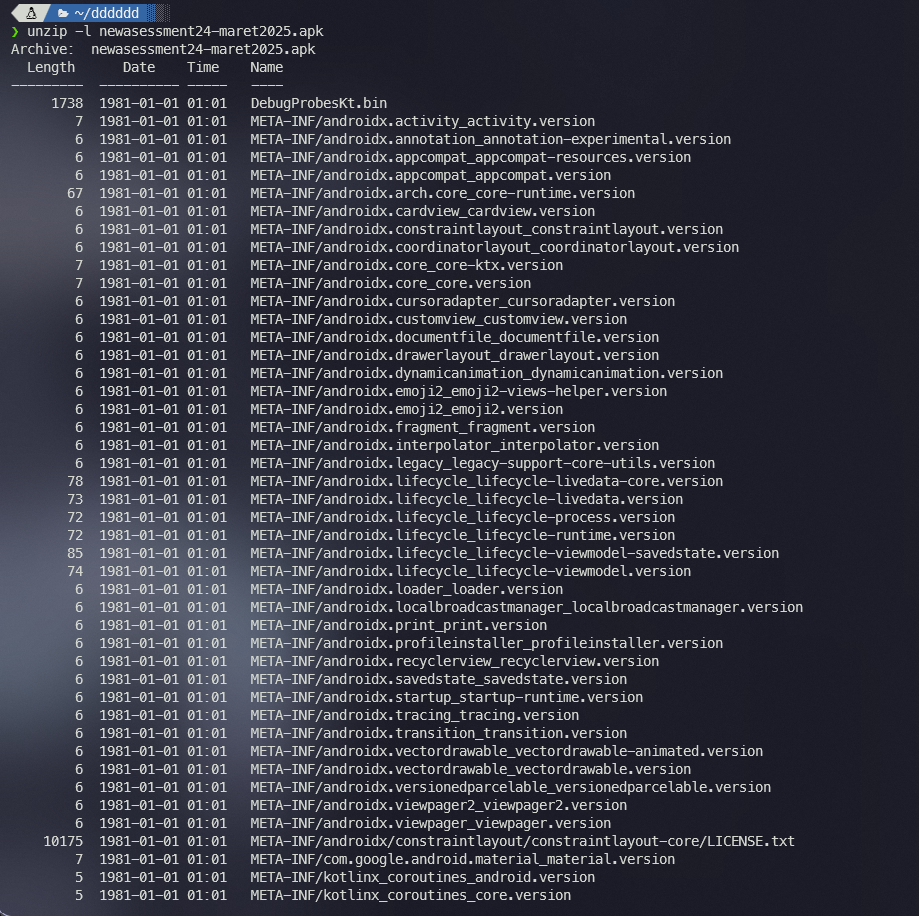 ~/dddddd
❯ unzip -l newasessment24-maret2025.apk
Archive:  newasessment24-maret2025.apk
  Length      Date    Time    Name
---------  ---------- -----   ----
     1738  1981-01-01 01:01   DebugProbesKt.bin
        7  1981-01-01 01:01   META-INF/androidx.activity_activity.version
        6  1981-01-01 01:01   META-INF/androidx.annotation_annotation-experimental.version
        6  1981-01-01 01:01   META-INF/androidx.appcompat_appcompat-resources.version
        6  1981-01-01 01:01   META-INF/androidx.appcompat_appcompat.version
       67  1981-01-01 01:01   META-INF/androidx.arch.core_core-runtime.version
        6  1981-01-01 01:01   META-INF/androidx.cardview_cardview.version
        6  1981-01-01 01:01   META-INF/androidx.constraintlayout_constraintlayout.version
        6  1981-01-01 01:01   META-INF/androidx.coordinatorlayout_coordinatorlayout.version
        7  1981-01-01 01:01   META-INF/androidx.core_core-ktx.version
        7  1981-01-01 01:01   META-INF/androidx.core_core.version
        6  1981-01-01 01:01   META-INF/androidx.cursoradapter_cursoradapter.version
        6  1981-01-01 01:01   META-INF/androidx.customview_customview.version
        6  1981-01-01 01:01   META-INF/androidx.documentfile_documentfile.version
        6  1981-01-01 01:01   META-INF/androidx.drawerlayout_drawerlayout.version
        6  1981-01-01 01:01   META-INF/androidx.dynamicanimation_dynamicanimation.version
        6  1981-01-01 01:01   META-INF/androidx.emoji2_emoji2-views-helper.version
        6  1981-01-01 01:01   META-INF/androidx.emoji2_emoji2.version
        6  1981-01-01 01:01   META-INF/androidx.fragment_fragment.version
        6  1981-01-01 01:01   META-INF/androidx.interpolator_interpolator.version
        6  1981-01-01 01:01   META-INF/androidx.legacy_legacy-support-core-utils.version
       78  1981-01-01 01:01   META-INF/androidx.lifecycle_lifecycle-livedata-core.version
       73  1981-01-01 01:01   META-INF/androidx.lifecycle_lifecycle-livedata.version
       72  1981-01-01 01:01   META-INF/androidx.lifecycle_lifecycle-process.version
       72  1981-01-01 01:01   META-INF/androidx.lifecycle_lifecycle-runtime.version
       85  1981-01-01 01:01   META-INF/androidx.lifecycle_lifecycle-viewmodel-savedstate.version
       74  1981-01-01 01:01   META-INF/androidx.lifecycle_lifecycle-viewmodel.version
        6  1981-01-01 01:01   META-INF/androidx.loader_loader.version
        6  1981-01-01 01:01   META-INF/androidx.localbroadcastmanager_localbroadcastmanager.version
        6  1981-01-01 01:01   META-INF/androidx.print_print.version
        6  1981-01-01 01:01   META-INF/androidx.profileinstaller_profileinstaller.version
        6  1981-01-01 01:01   META-INF/androidx.recyclerview_recyclerview.version
        6  1981-01-01 01:01   META-INF/androidx.savedstate_savedstate.version
        6  1981-01-01 01:01   META-INF/androidx.startup_startup-runtime.version
        6  1981-01-01 01:01   META-INF/androidx.tracing_tracing.version
        6  1981-01-01 01:01   META-INF/androidx.transition_transition.version
        6  1981-01-01 01:01   META-INF/androidx.vectordrawable_vectordrawable-animated.version
        6  1981-01-01 01:01   META-INF/androidx.vectordrawable_vectordrawable.version
        6  1981-01-01 01:01   META-INF/androidx.versionedparcelable_versionedparcelable.version
        6  1981-01-01 01:01   META-INF/androidx.viewpager2_viewpager2.version
        6  1981-01-01 01:01   META-INF/androidx.viewpager_viewpager.version
    10175  1981-01-01 01:01   META-INF/androidx/constraintlayout/constraintlayout-core/LICENSE.txt
        7  1981-01-01 01:01   META-INF/com.google.android.material_material.version
        5  1981-01-01 01:01   META-INF/kotlinx_coroutines_android.version
        5  1981-01-01 01:01   META-INF/kotlinx_coroutines_core.version